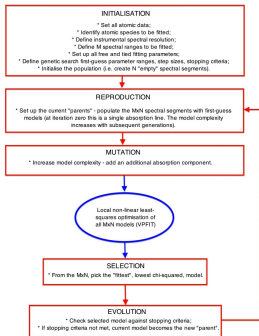 INITIALISATION
* Set all atomic data;
* Identify atomic species to be fitted;
* Define instrumental spectral resolution;
* Define M spectral ranges to be fitted;
* Set up all free and tied fitting parameters;
* Define genetic search first-guess parameter ranges, step sizes, stopping criteria;
* Initialise the population (i.e. create N "empty" spectral segments).
REPRODUCTION
* Set up the current "parents" - populate the MxN spectral segments with first-guess
models (at iteration zero this is a single absorption line. The model complexity
increases with subsequent generations).
MUTATION
* Increase model complexity - add an additional absorption component.
Local non-linear least-
squares optimisation of
all MxN models (VPFIT)
SELECTION
* From the MxN, pick the "fittest", lowest chi-squared, model.
EVOLUTION
* Check selected model against stopping criteria;
* If stopping criteria not met, current model becomes the new "parent".